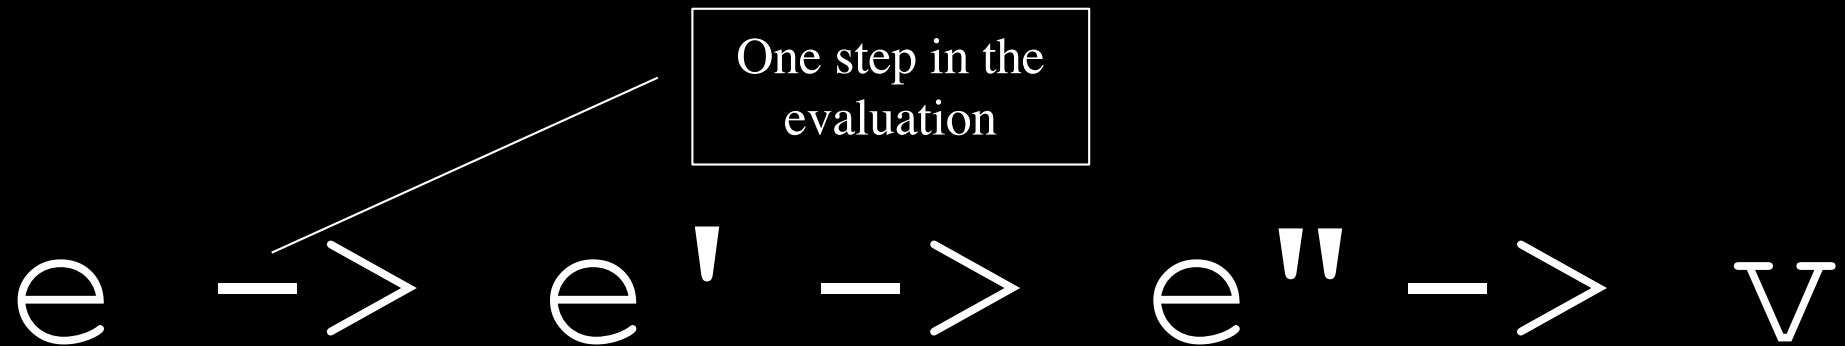 One step in the
evaluation
e -> e' -> e" -> v